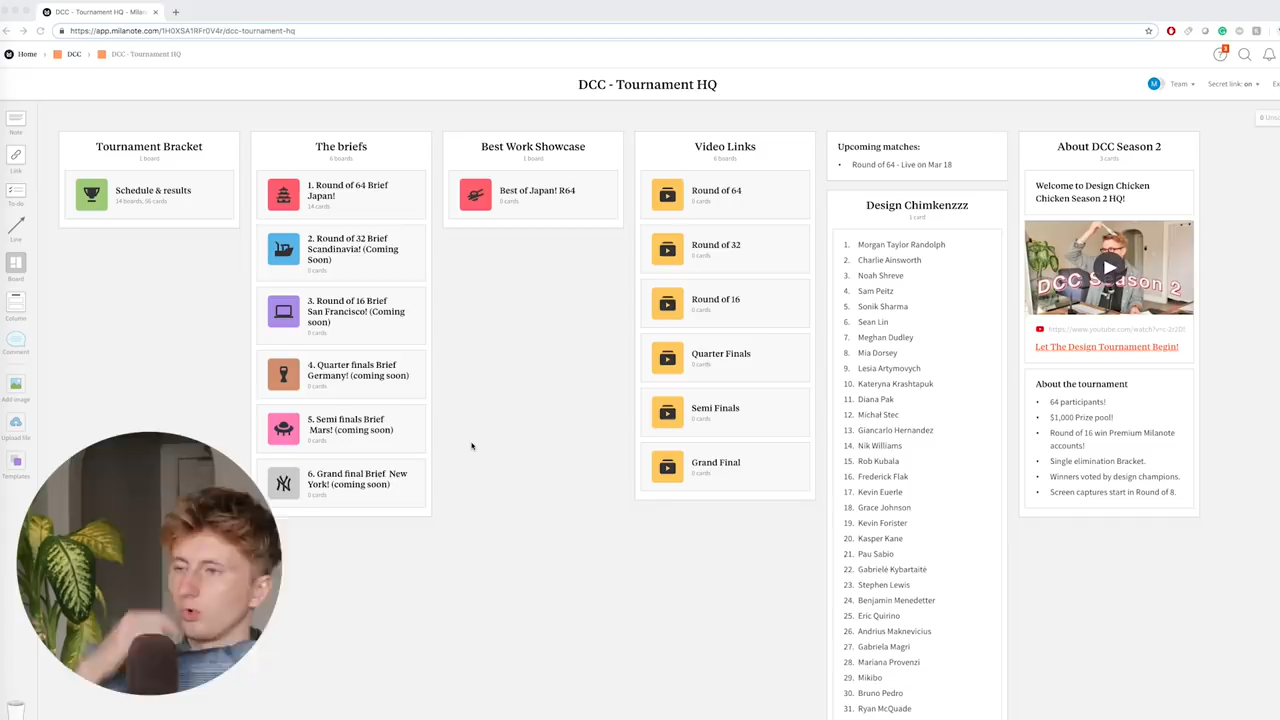 DCC - Tournament HQ - Milan
https://app.milanote.com/1H0XSA1RFr0V4r/dcc-tournament-hq
Home
DCC
DCC - Tournament HQ
3
DCC - Tournament HQ
M
Team
Secret link: on
Note
Link
To-do
Line
Board
Column
Comment
Add image
Upload file
Templates
Tournament Bracket
1 board
Schedule & results
14 boards, 56 cards
The briefs
6 boards
1. Round of 64 Brief
Japan!
14 cards
2. Round of 32 Brief
Scandinavia! (Coming
Soon)
0 cards
3. Round of 16 Brief
San Francisco! (Coming
soon)
0 cards
4. Quarter finals Brief
Germany! (coming soon)
0 cards
5. Semi finals Brief
Mars! (coming soon)
0 cards
6. Grand final Brief New
York! (coming soon)
0 cards
Best Work Showcase
1 board
Best of Japan! R64
0 cards
Video Links
6 boards
Round of 64
0 cards
Round of 32
0 cards
Round of 16
0 cards
Quarter Finals
0 cards
Semi Finals
0 cards
Grand Final
0 cards
Upcoming matches:
• Round of 64 - Live on Mar 18
Design Chimkenzzz
1 card
1. Morgan Taylor Randolph
2. Charlie Ainsworth
3. Noah Shreve
4. Sam Peitz
5. Sonik Sharma
6. Sean Lin
7. Meghan Dudley
8. Mia Dorsey
9. Lesia Artymovych
10. Kateryna Krashtapuk
11. Diana Pak
12. Michał Stec
13. Giancarlo Hernandez
14. Nik Williams
15. Rob Kubala
16. Frederick Flak
17. Kevin Euerle
18. Grace Johnson
19. Kevin Forister
20. Kasper Kane
21. Pau Sabio
22. Gabrielė Kybartaitė
23. Stephen Lewis
24. Benjamin Menedetter
25. Eric Quirino
26. Andrius Maknevicius
27. Gabriela Magri
28. Mariana Provenzi
29. Mikibo
30. Bruno Pedro
31. Ryan McQuade
About DCC Season 2
3 cards
Welcome to Design Chicken
Chicken Season 2 HQ!
DCC Season 2
Let The Design Tournament Begin!
About the tournament
• 64 participants!
• $1,000 Prize pool!
• Round of 16 win Premium Milanote
accounts!
• Single elimination Bracket.
• Winners voted by design champions.
• Screen captures start in Round of 8.